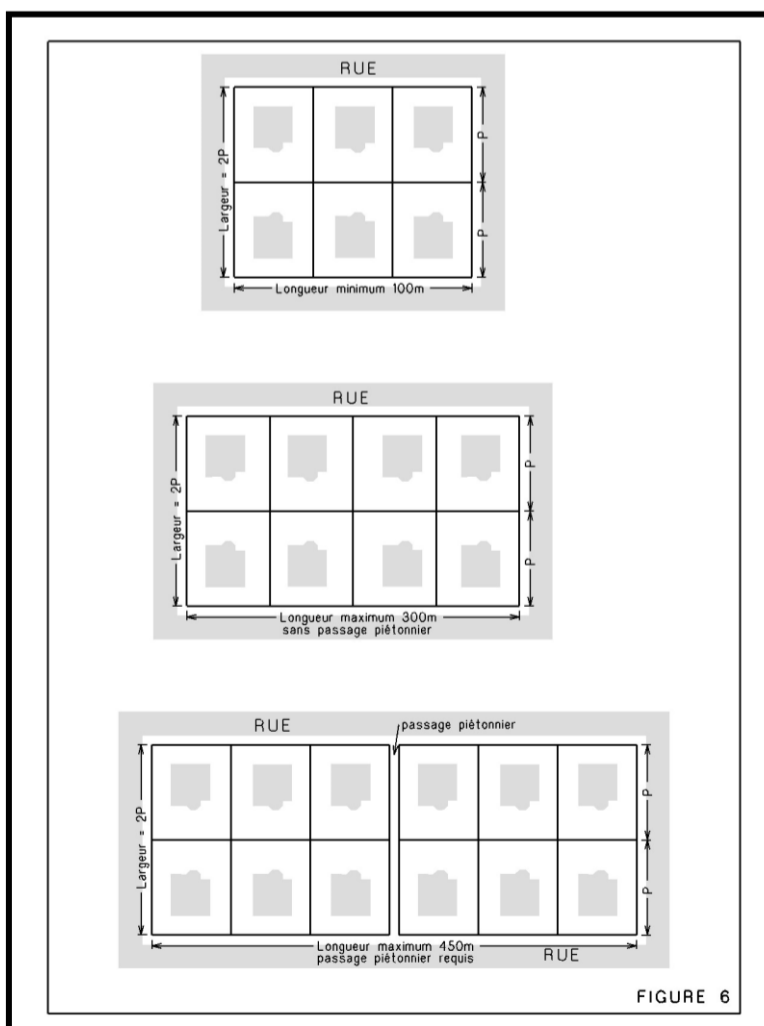 RUE
Largeur = 2P
P
P
Longueur minimum 100m
RUE
Largeur = 2P
P
P
Longueur maximum 300m
sans passage piétonnier
RUE
passage piétonnier
Largeur = 2P
P
P
Longueur maximum 450m
passage piétonnier requis
RUE
FIGURE 6